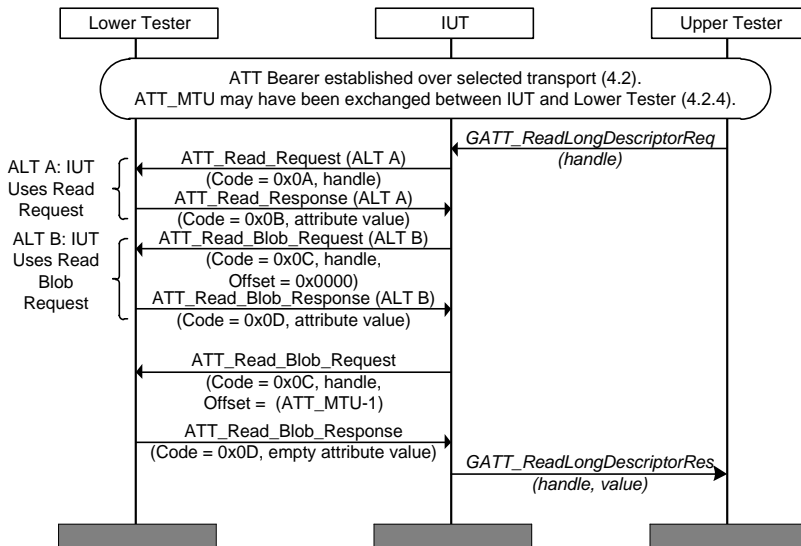 Lower Tester
IUT
Upper Tester
ATT Bearer established over selected transport (4.2).
ATT_MTU may have been exchanged between IUT and Lower Tester (4.2.4).
GATT_ReadLongDescriptorReq
(handle)
ALT A: IUT
Uses Read
Request
ATT_Read_Request (ALT A)
(Code = 0x0A, handle)
ATT_Read_Response (ALT A)
(Code = 0x0B, attribute value)
ALT B: IUT
Uses Read
Blob
Request
ATT_Read_Blob_Request (ALT B)
(Code = 0x0C, handle,
Offset = 0x0000)
ATT_Read_Blob_Response (ALT B)
(Code = 0x0D, attribute value)
ATT_Read_Blob_Request
(Code = 0x0C, handle,
Offset = (ATT_MTU-1)
ATT_Read_Blob_Response
(Code = 0x0D, empty attribute value)
GATT_ReadLongDescriptorRes
(handle, value)